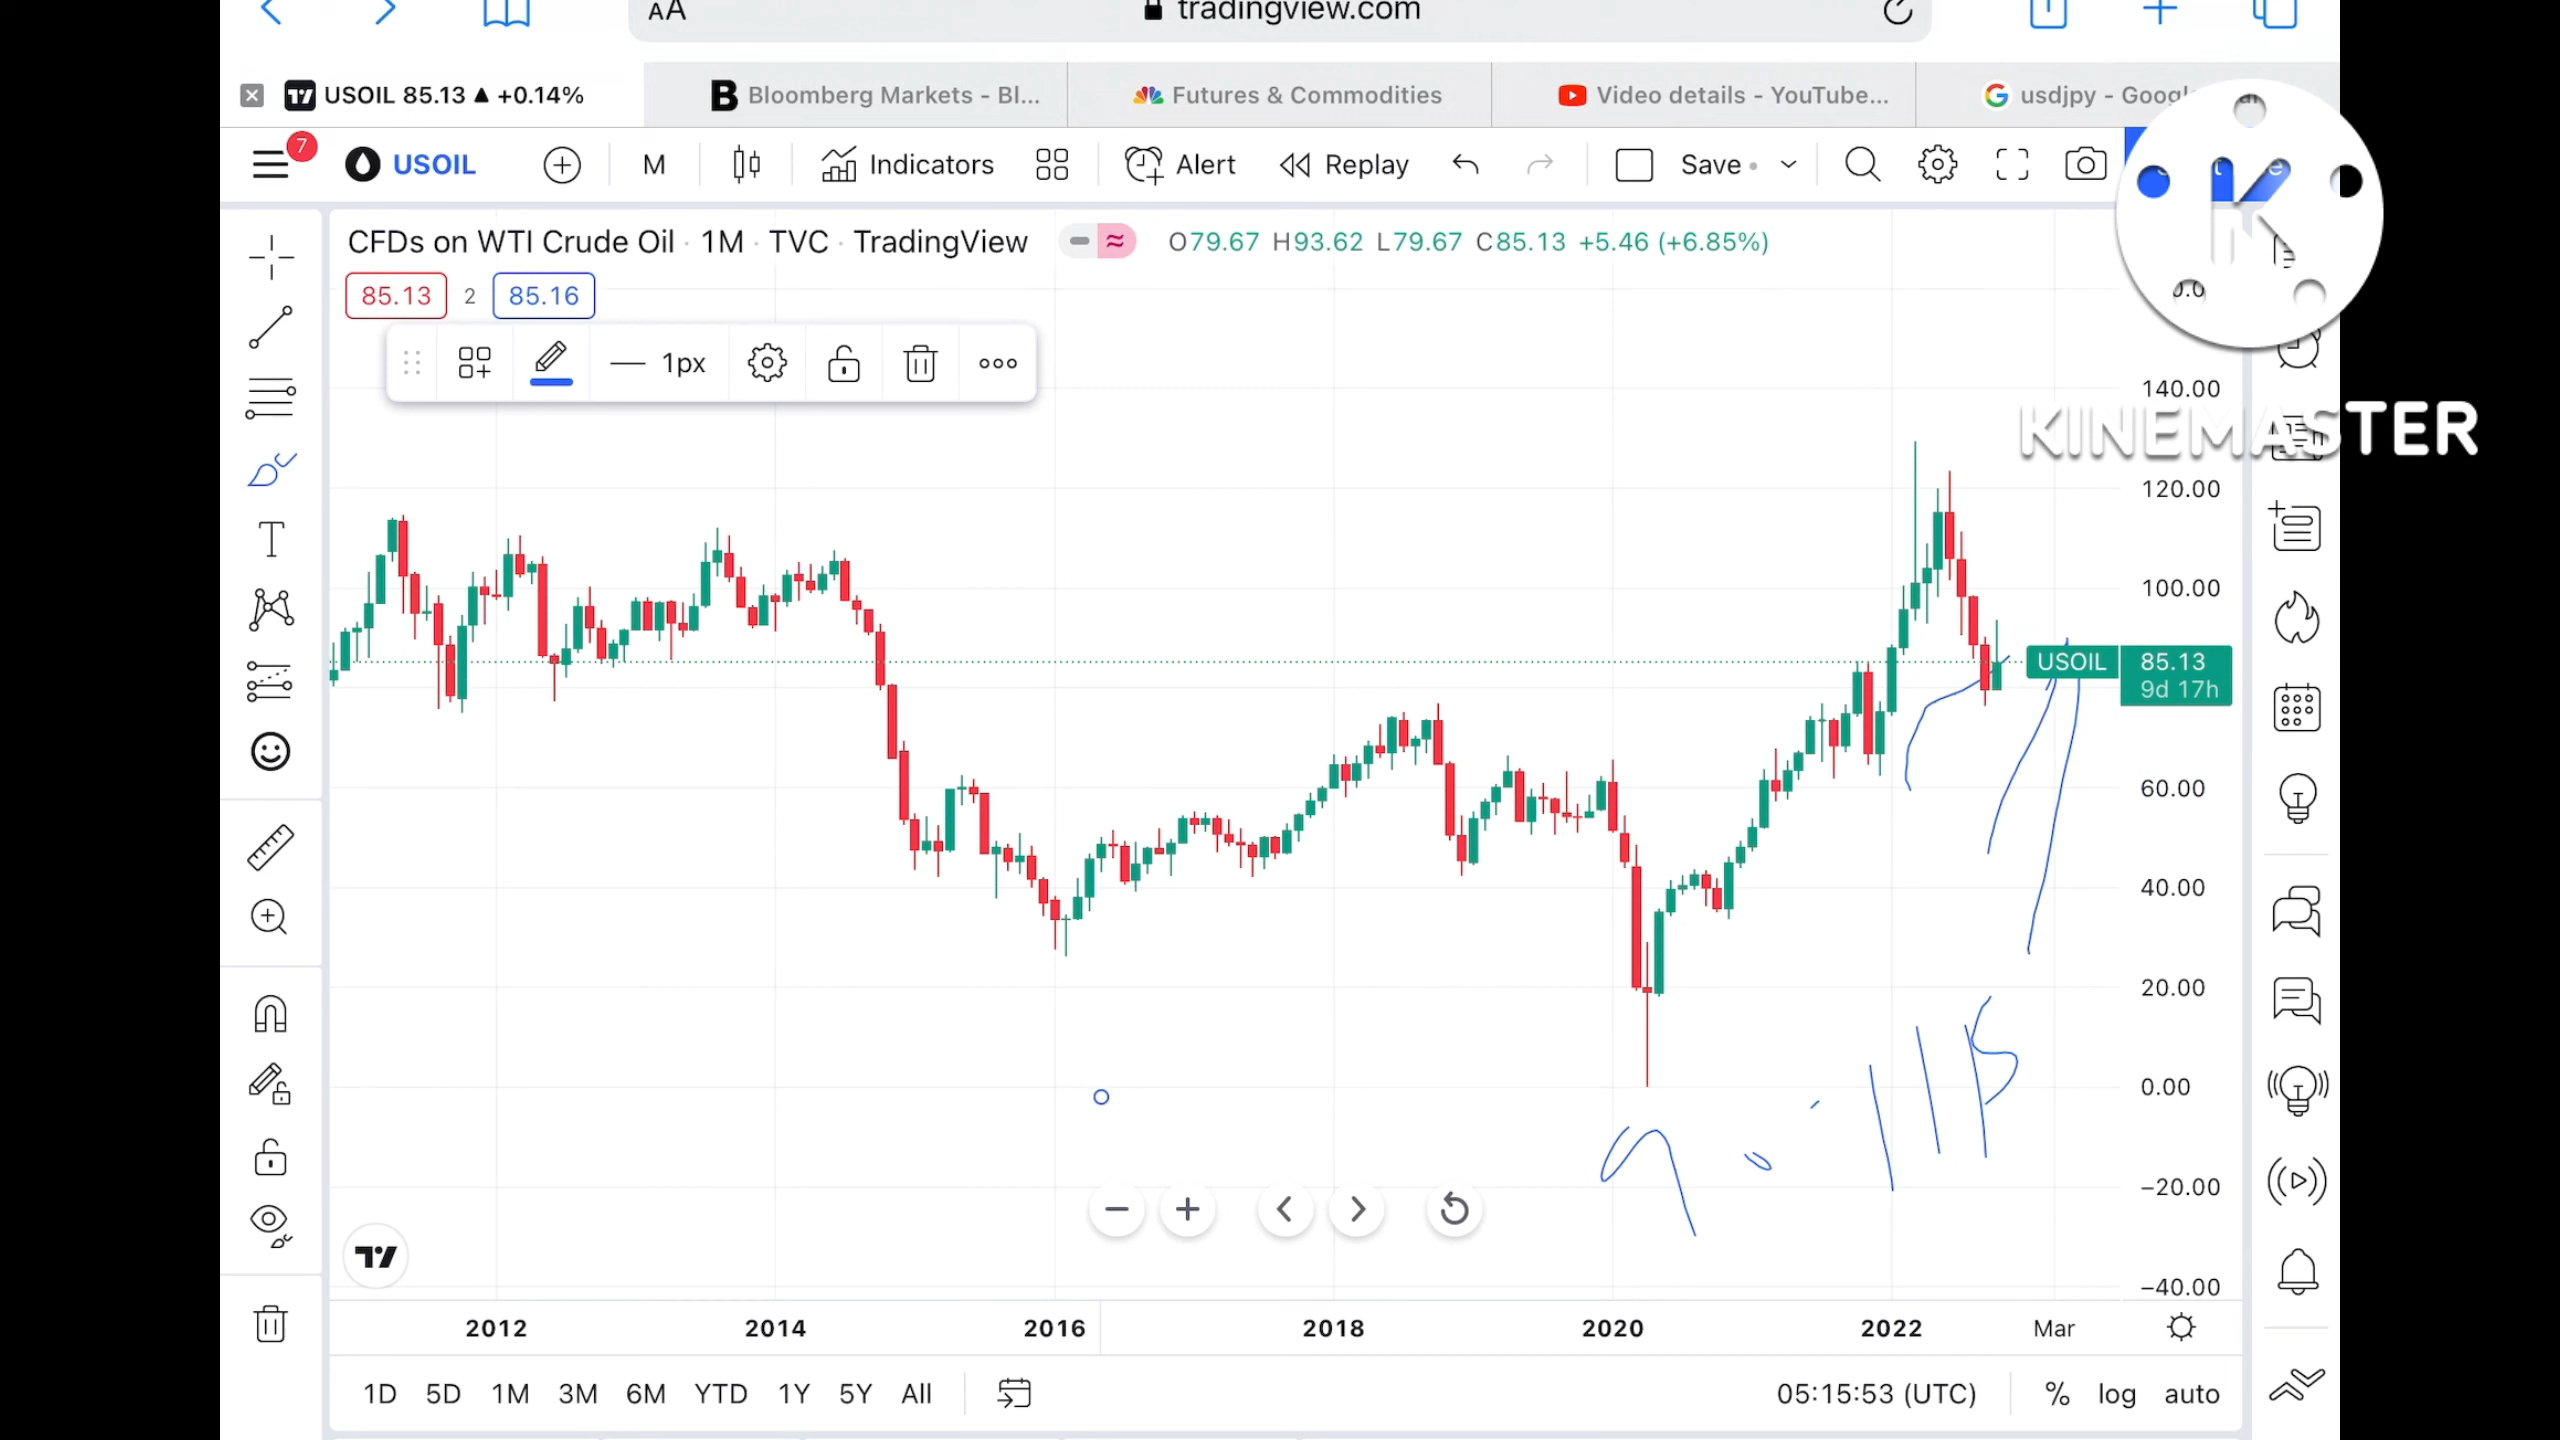 AA tradingview.com
USOIL 85.13 ▲ +0.14% Bloomberg Markets - Bl... Futures & Commodities Video details - YouTube... usdjpy - Google
7 USOIL M Indicators Alert Replay Save
CFDs on WTI Crude Oil · 1M · TVC · TradingView O79.67 H93.62 L79.67 C85.13 +5.46 (+6.85%)
85.13 2 85.16
1px
140.00
KINEMASTER
120.00
100.00
USOIL 85.13
9d 17h
60.00
40.00
20.00
0.00
−20.00
−40.00
2012 2014 2016 2018 2020 2022 Mar
1D 5D 1M 3M 6M YTD 1Y 5Y All 05:15:53 (UTC) % log auto